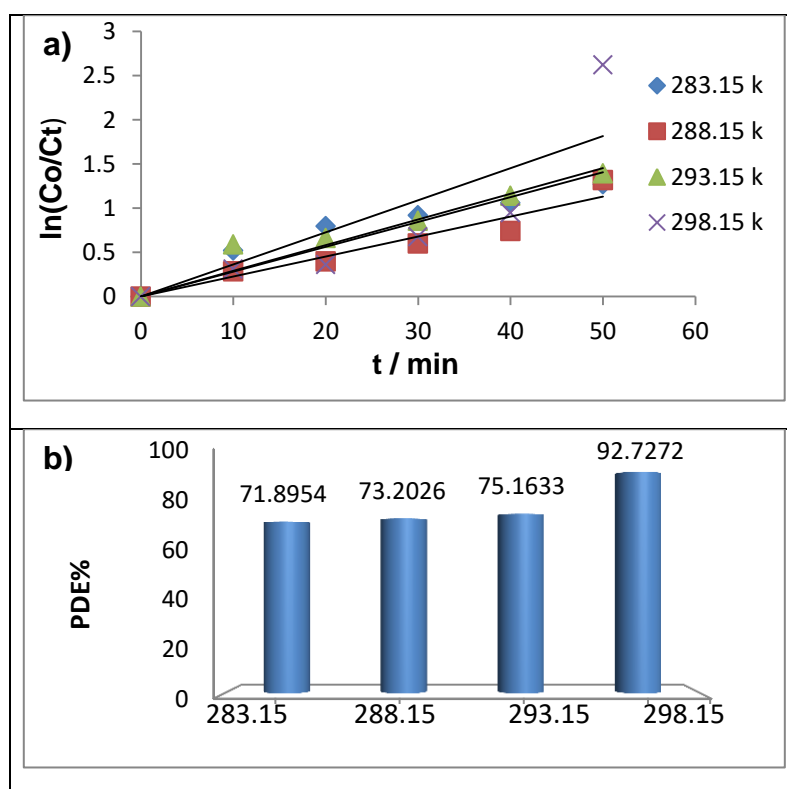 a)
ln(Co/Ct)
3
2.5
2
1.5
1
0.5
0
0 10 20 30 40 50 60
t / min
283.15 k
288.15 k
293.15 k
298.15 k
b)
PDE%
100
80
60
40
20
0
71.8954 73.2026 75.1633 92.7272
283.15 288.15 293.15 298.15